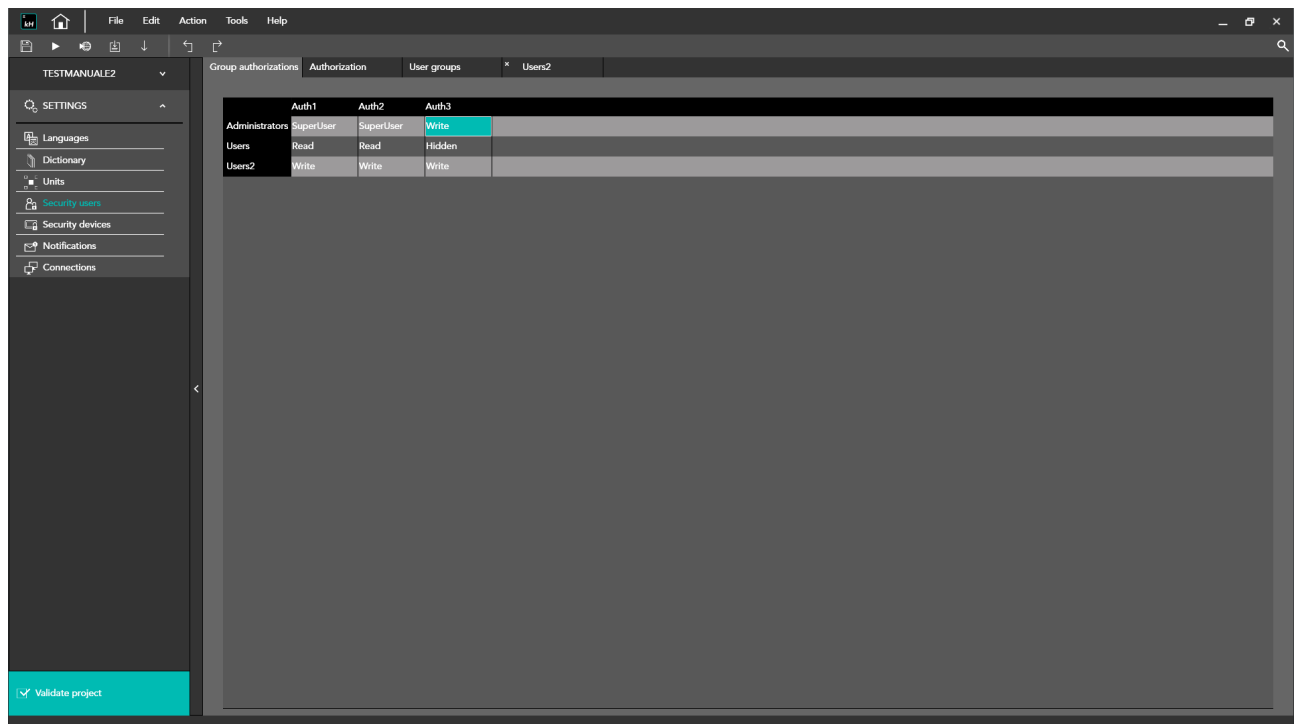 kH File Edit Action Tools Help
TESTMANUALE2
SETTINGS
Languages
Dictionary
Units
Security users
Security devices
Notifications
Connections
Validate project
Group authorizations Authorization User groups × Users2
Auth1 Auth2 Auth3
Administrators SuperUser SuperUser Write
Users Read Read Hidden
Users2 Write Write Write